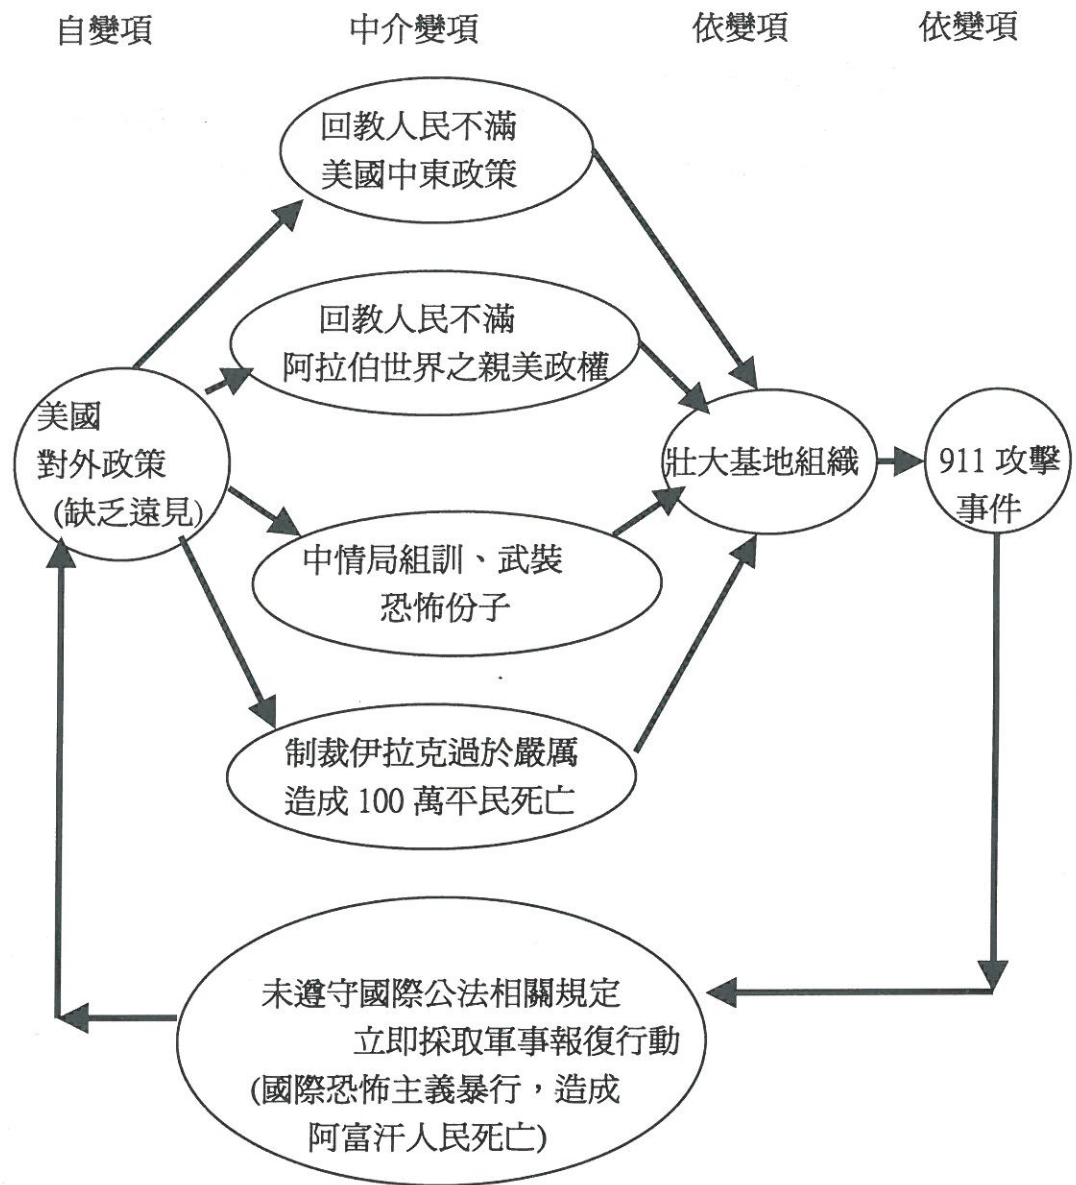 自變項 中介變項 依變項 依變項
回教人民不滿
美國中東政策
回教人民不滿
阿拉伯世界之親美政權
美國
對外政策
(缺乏遠見)
壯大基地組織
911 攻擊
事件
中情局組訓、武裝
恐怖份子
制裁伊拉克過於嚴厲
造成 100 萬平民死亡
未遵守國際公法相關規定
立即採取軍事報復行動
(國際恐怖主義暴行，造成
阿富汗人民死亡)